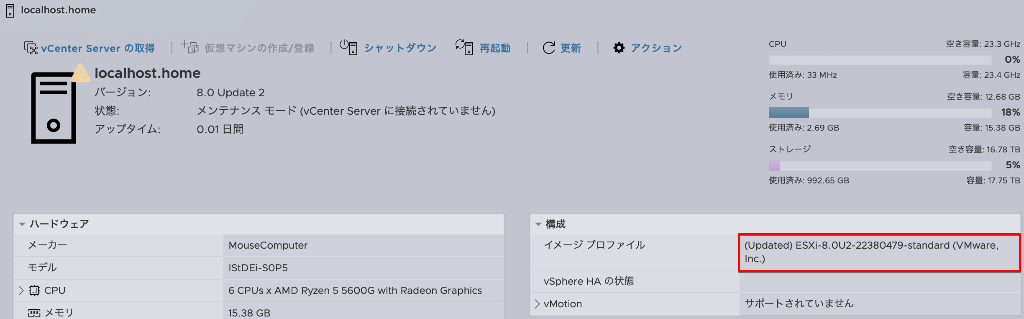 localhost.home
vCenter Server の取得 仮想マシンの作成/登録 シャットダウン 再起動 更新 アクション
localhost.home
バージョン: 8.0 Update 2
状態: メンテナンス モード (vCenter Server に接続されていません)
アップタイム: 0.01 日間
CPU 空き容量: 23.3 GHz
0%
使用済み: 33 MHz 容量: 23.4 GHz
メモリ 空き容量: 12.68 GB
18%
使用済み: 2.69 GB 容量: 15.38 GB
ストレージ 空き容量: 16.78 TB
5%
使用済み: 992.65 GB 容量: 17.75 TB
ハードウェア
メーカー MouseComputer
モデル IStDEi-S0P5
CPU 6 CPUs x AMD Ryzen 5 5600G with Radeon Graphics
メモリ 15.38 GB
構成
イメージ プロファイル (Updated) ESXi-8.0U2-22380479-standard (VMware,
Inc.)
vSphere HA の状態
vMotion サポートされていません